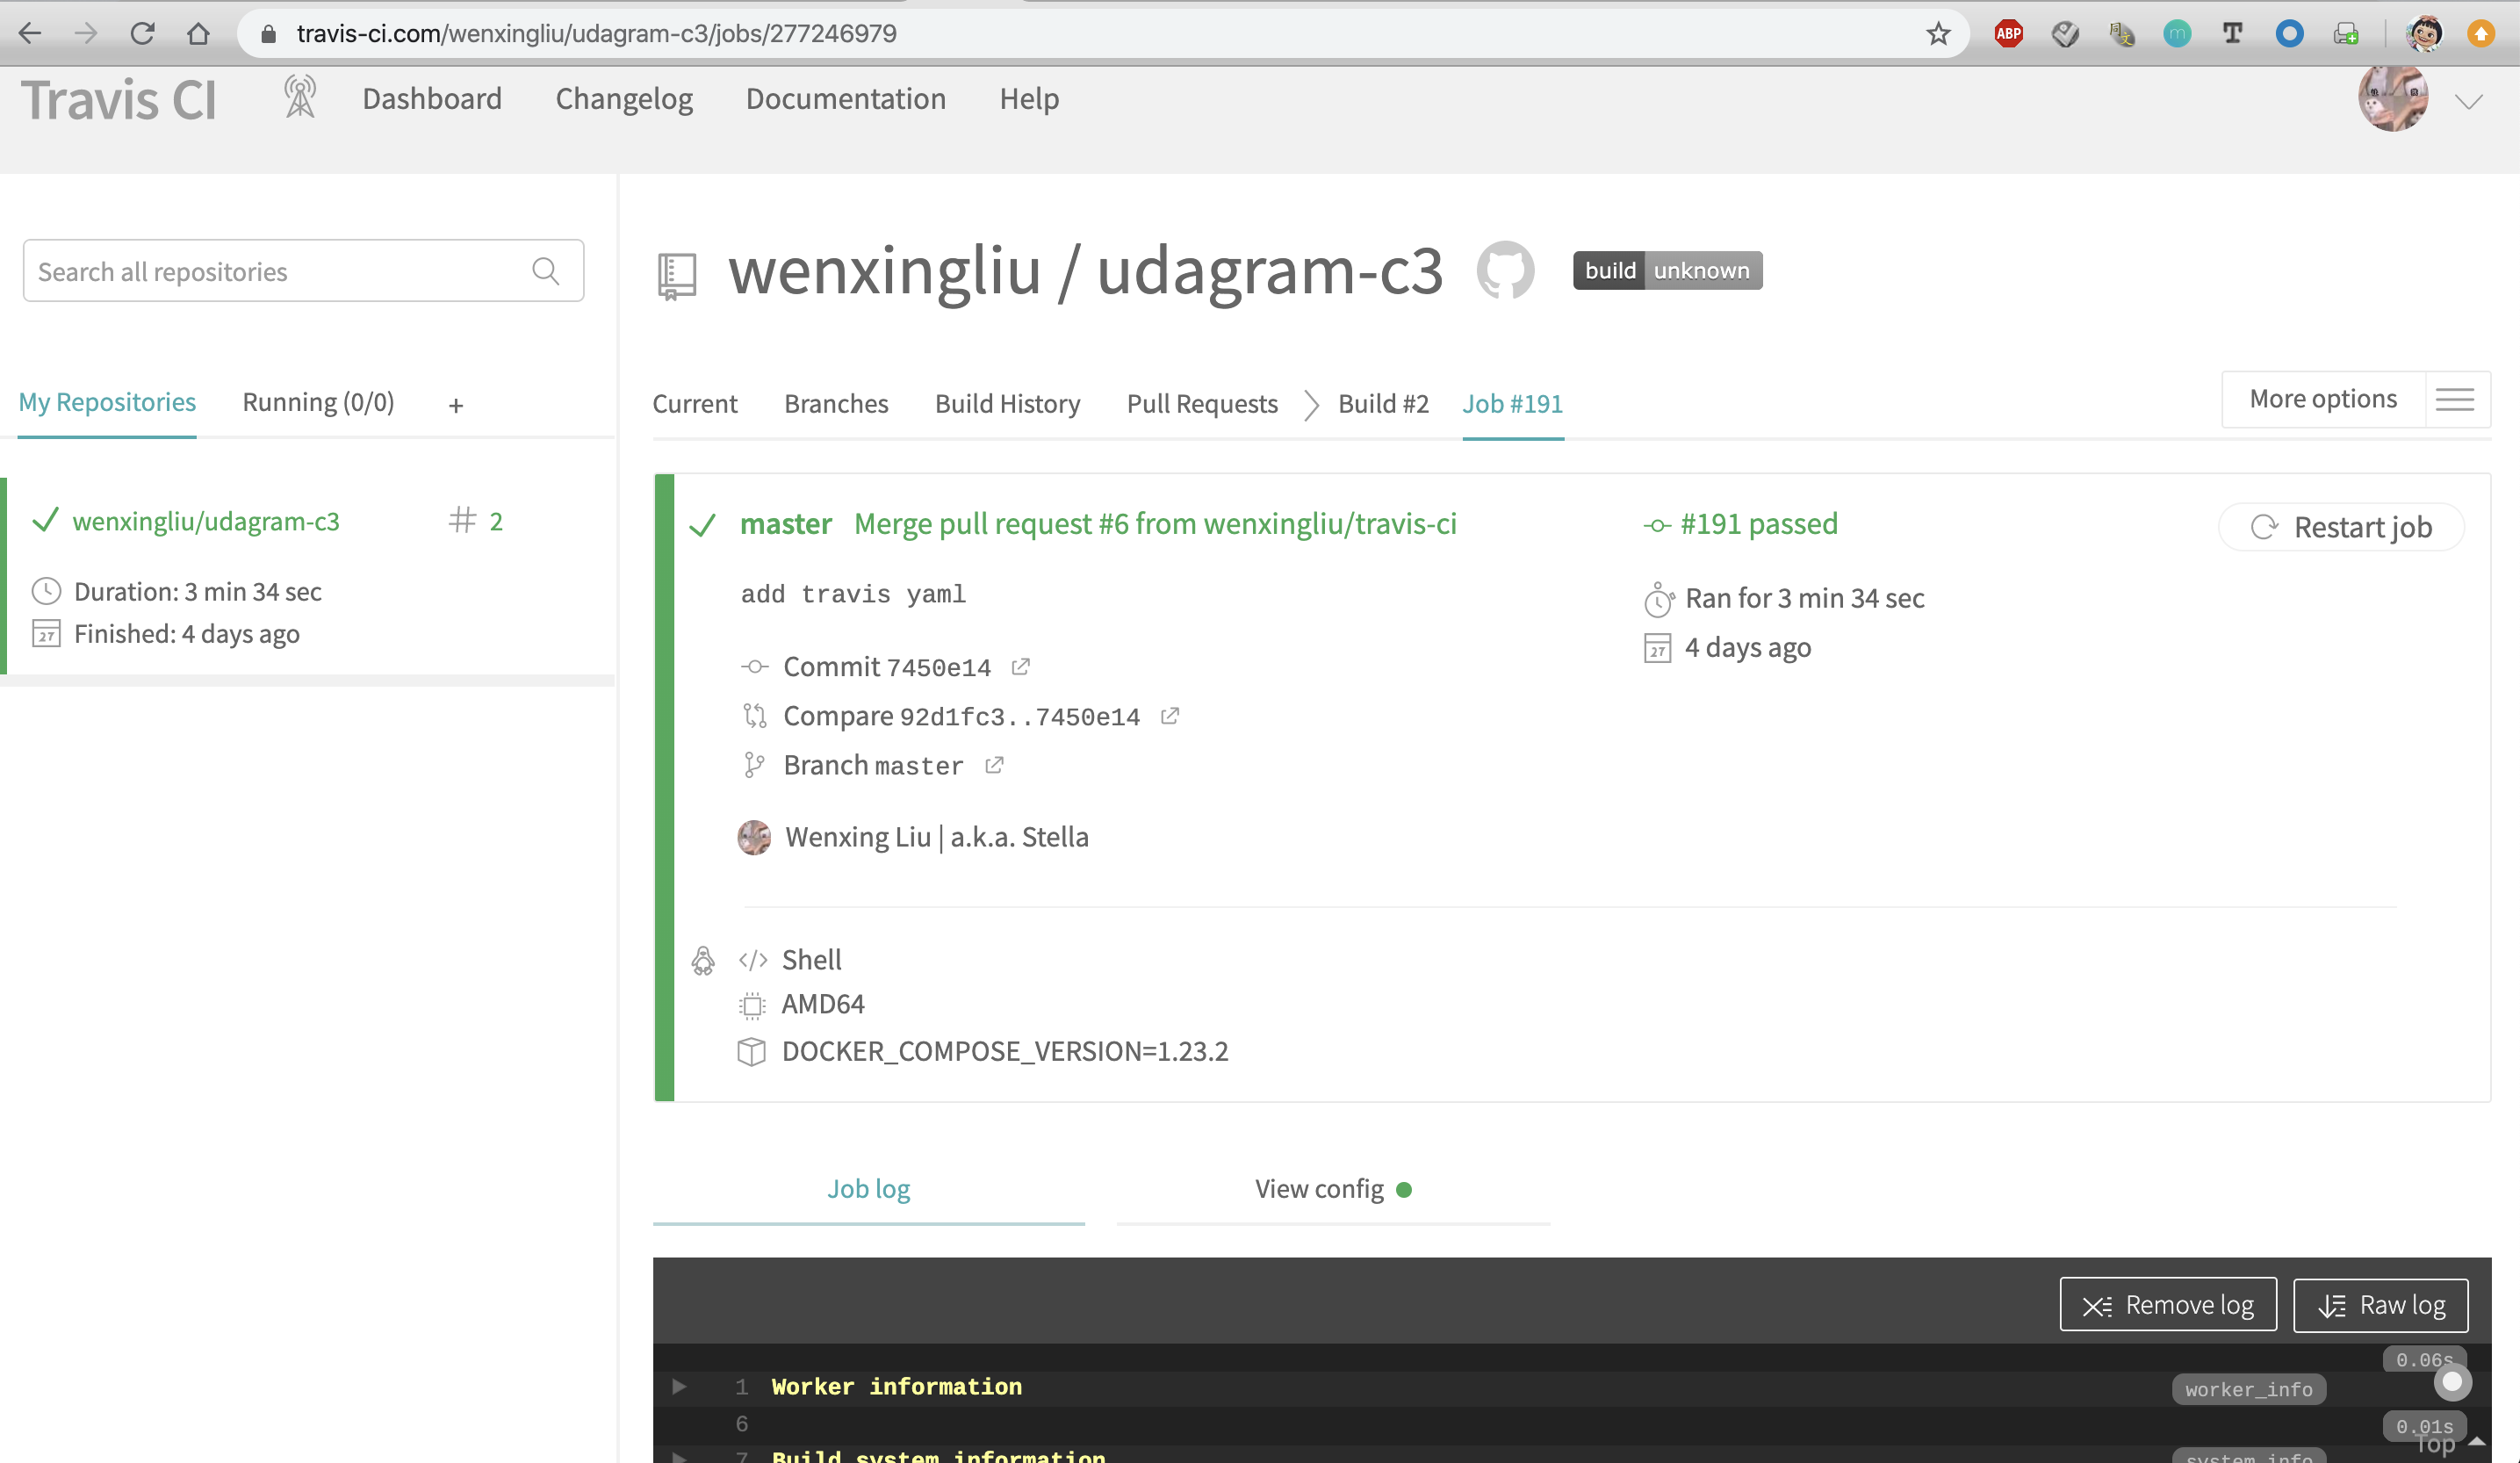 travis-ci.com/wenxingliu/udagram-c3/jobs/277246979
ABP
m
T
Travis CI
Dashboard Changelog Documentation Help
Search all repositories
wenxingliu / udagram-c3
build unknown
My Repositories Running (0/0) +
Current Branches Build History Pull Requests Build #2 Job #191
More options
wenxingliu/udagram-c3 # 2
Duration: 3 min 34 sec
27 Finished: 4 days ago
master Merge pull request #6 from wenxingliu/travis-ci
#191 passed
Restart job
add travis yaml
Ran for 3 min 34 sec
27 4 days ago
Commit 7450e14
Compare 92d1fc3..7450e14
Branch master
Wenxing Liu | a.k.a. Stella
</> Shell
AMD64
DOCKER_COMPOSE_VERSION=1.23.2
Job log View config
Remove log Raw log
0.06s
1 Worker information worker_info
6 0.01s
Top
7 Build system information system_info